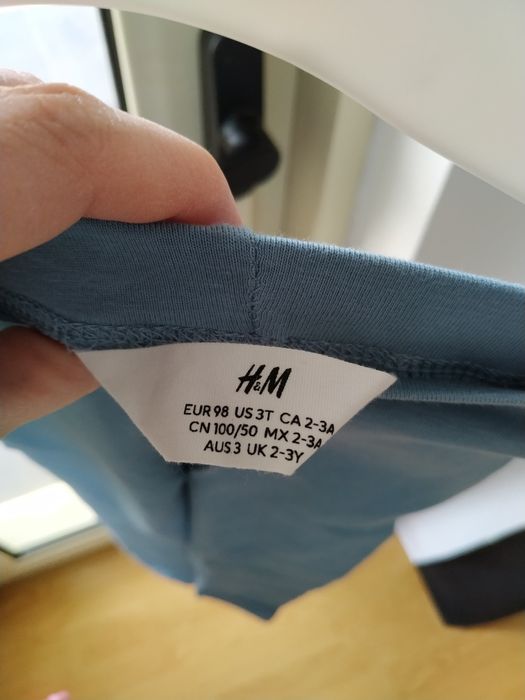 H&M
EUR 98 US 3T CA 2-3A
CN 100/50 MX 2-3A
AUS 3 UK 2-3Y